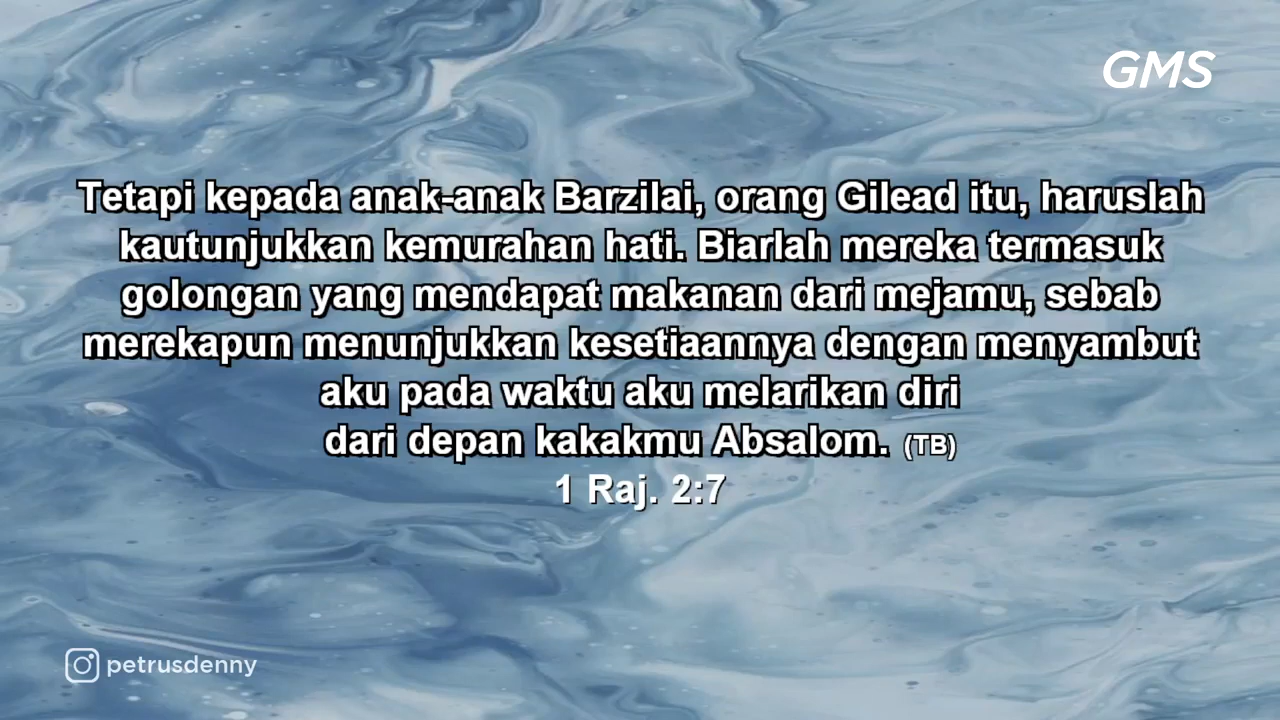 GMS
Tetapi kepada anak-anak Barzilai, orang Gilead itu, haruslah
kautunjukkan kemurahan hati. Biarlah mereka termasuk
golongan yang mendapat makanan dari mejamu, sebab
merekapun menunjukkan kesetiaannya dengan menyambut
aku pada waktu aku melarikan diri
dari depan kakakmu Absalom. (TB)
1 Raj. 2:7
petrusdenny